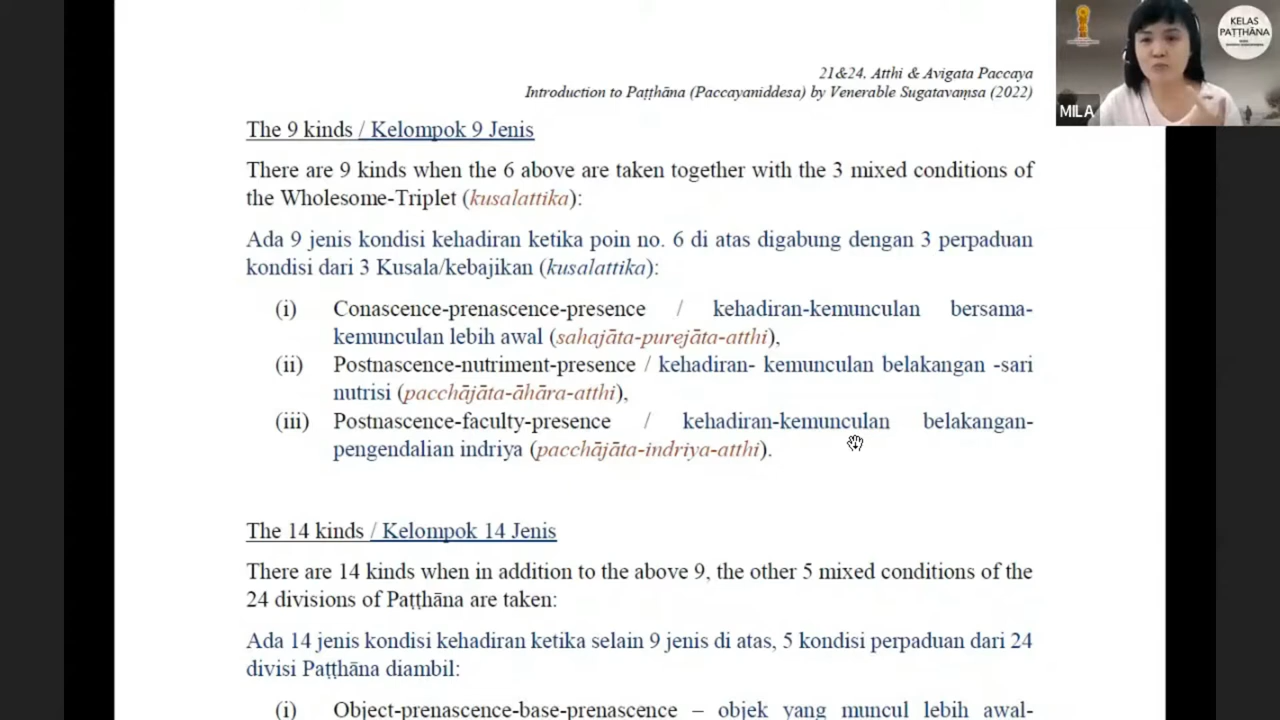 21&24. Atthi & Avigata Paccaya
Introduction to Paṭṭhāna (Paccayaniddesa) by Venerable Sugatavaṃsa (2022)
KELAS
PAṬṬHĀNA
MILA
The 9 kinds / Kelompok 9 Jenis
There are 9 kinds when the 6 above are taken together with the 3 mixed conditions of
the Wholesome-Triplet (kusalattika):
Ada 9 jenis kondisi kehadiran ketika poin no. 6 di atas digabung dengan 3 perpaduan
kondisi dari 3 Kusala/kebajikan (kusalattika):
(i) Conascence-prenascence-presence / kehadiran-kemunculan bersama-
kemunculan lebih awal (sahajāta-purejāta-atthi),
(ii) Postnascence-nutriment-presence / kehadiran- kemunculan belakangan -sari
nutrisi (pacchājāta-āhāra-atthi),
(iii) Postnascence-faculty-presence / kehadiran-kemunculan belakangan-
pengendalian indriya (pacchājāta-indriya-atthi).
The 14 kinds / Kelompok 14 Jenis
There are 14 kinds when in addition to the above 9, the other 5 mixed conditions of the
24 divisions of Paṭṭhāna are taken:
Ada 14 jenis kondisi kehadiran ketika selain 9 jenis di atas, 5 kondisi perpaduan dari 24
divisi Paṭṭhāna diambil:
(i) Object-prenascence-base-prenascence – objek yang muncul lebih awal-